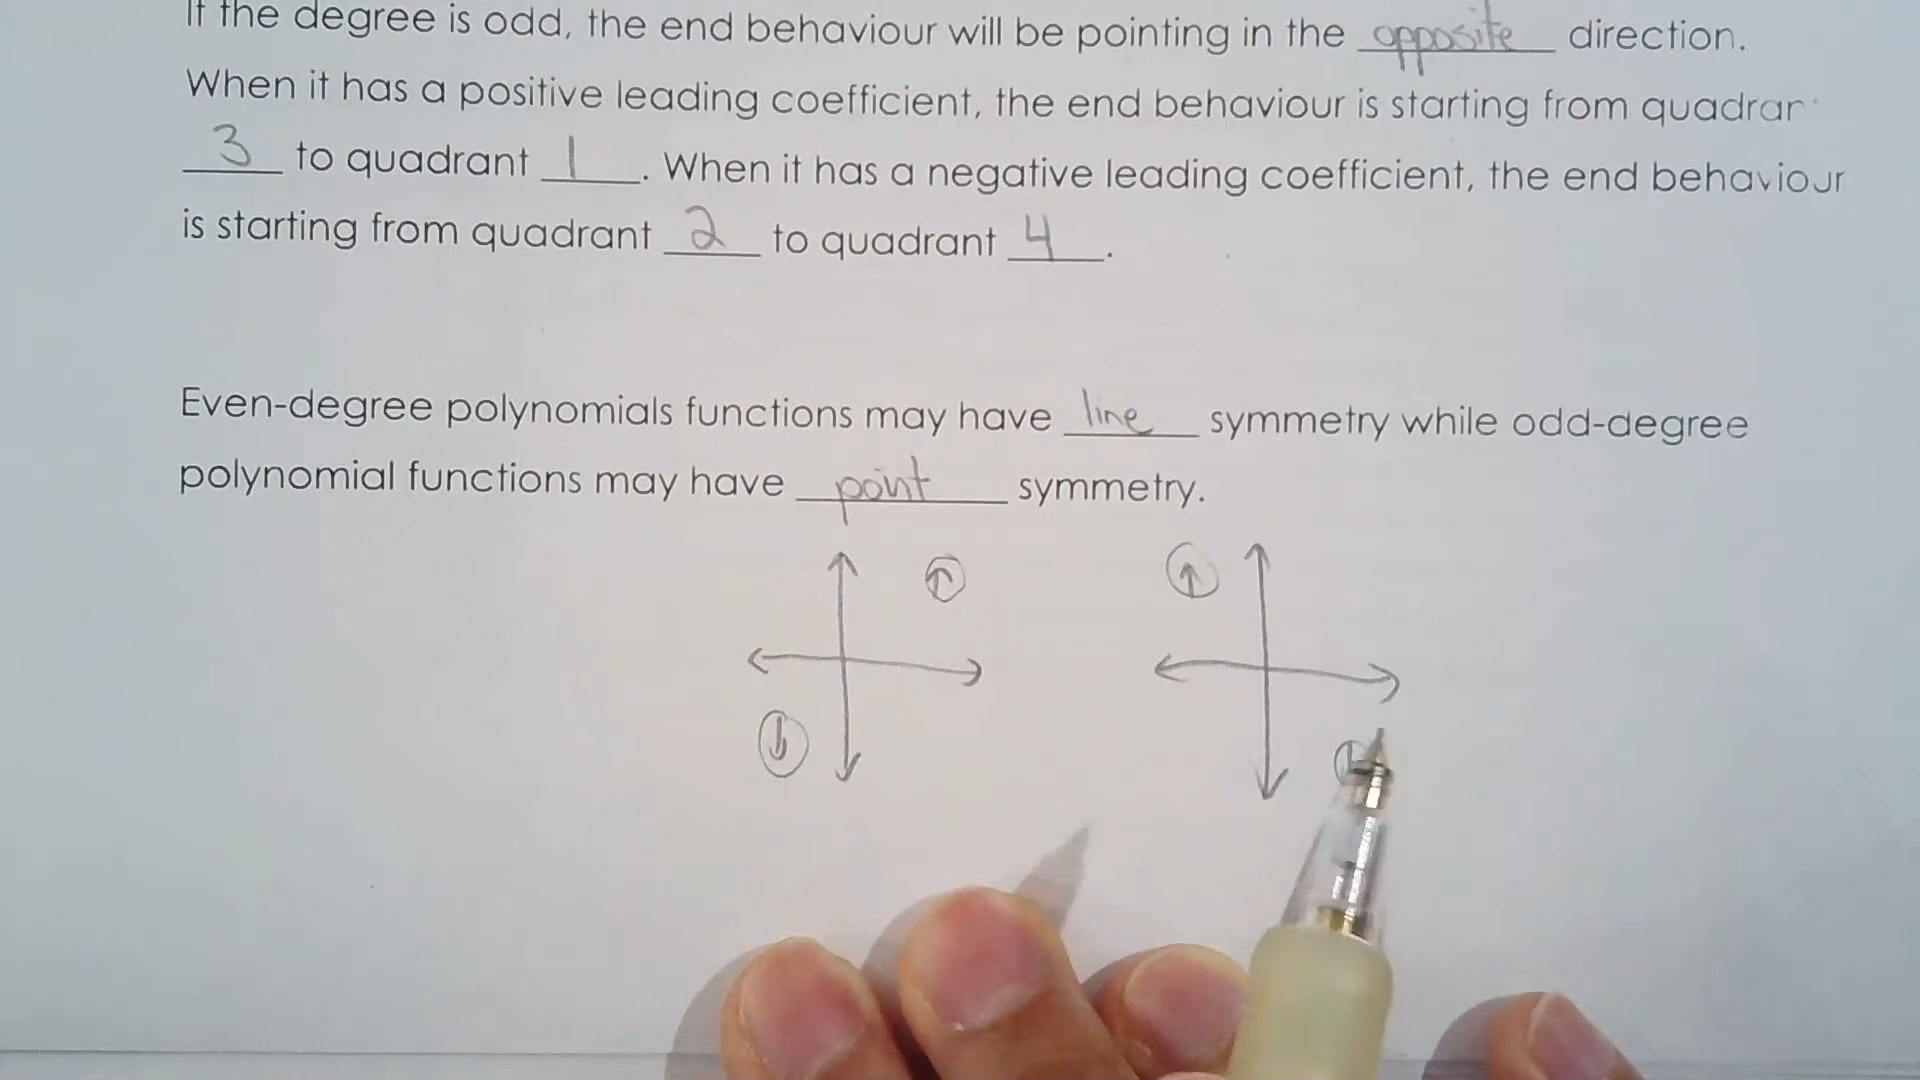 If the degree is odd, the end behaviour will be pointing in the opposite direction.
When it has a positive leading coefficient, the end behaviour is starting from
3 to quadrant 1. When it has a negative leading coefficient, the end behaviour
is starting from quadrant 2 to quadrant 4.
Even-degree polynomials functions may have line symmetry while odd-degree
polynomial functions may have point symmetry.